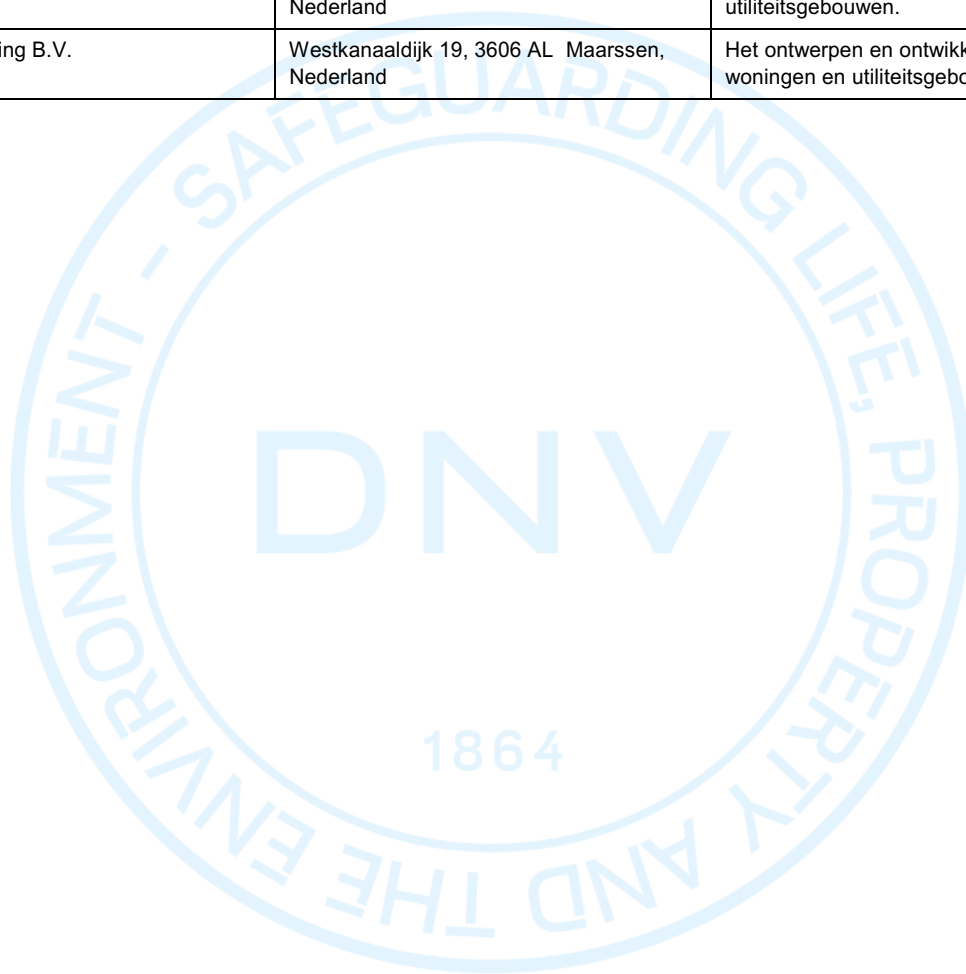 Nederland
utiliteitsgebouwen.
ing B.V.
Westkanaaldijk 19, 3606 AL Maarssen,
Nederland
Het ontwerpen en ontwikk
woningen en utiliteitsgebo
SAFEGUARDING LIFE, PROPERTY AND THE ENVIRONMENT –
DNV
1864